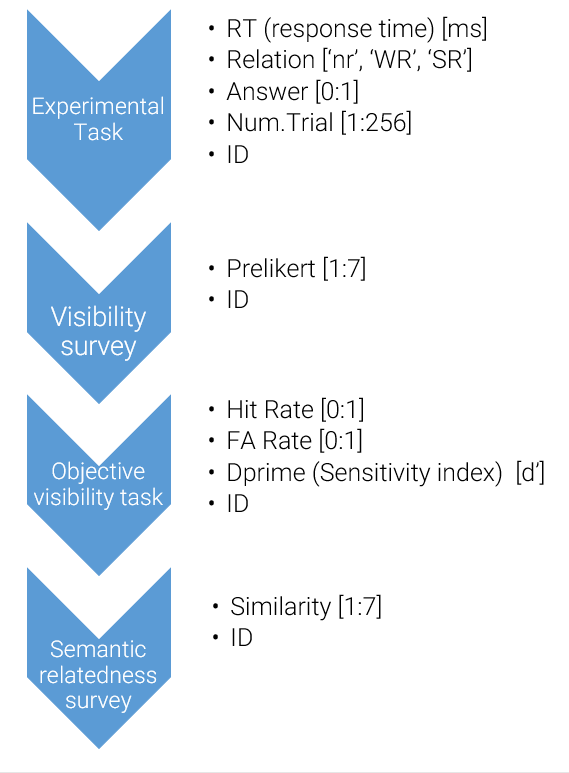 Experimental
Task
• RT (response time) [ms]
• Relation [‘nr’, ‘WR’, ‘SR’]
• Answer [0:1]
• Num.Trial [1:256]
• ID
Visibility
survey
• Prelikert [1:7]
• ID
Objective
visibility task
• Hit Rate [0:1]
• FA Rate [0:1]
• Dprime (Sensitivity index)  [d’]
• ID
Semantic
relatedness
survey
• Similarity [1:7]
• ID